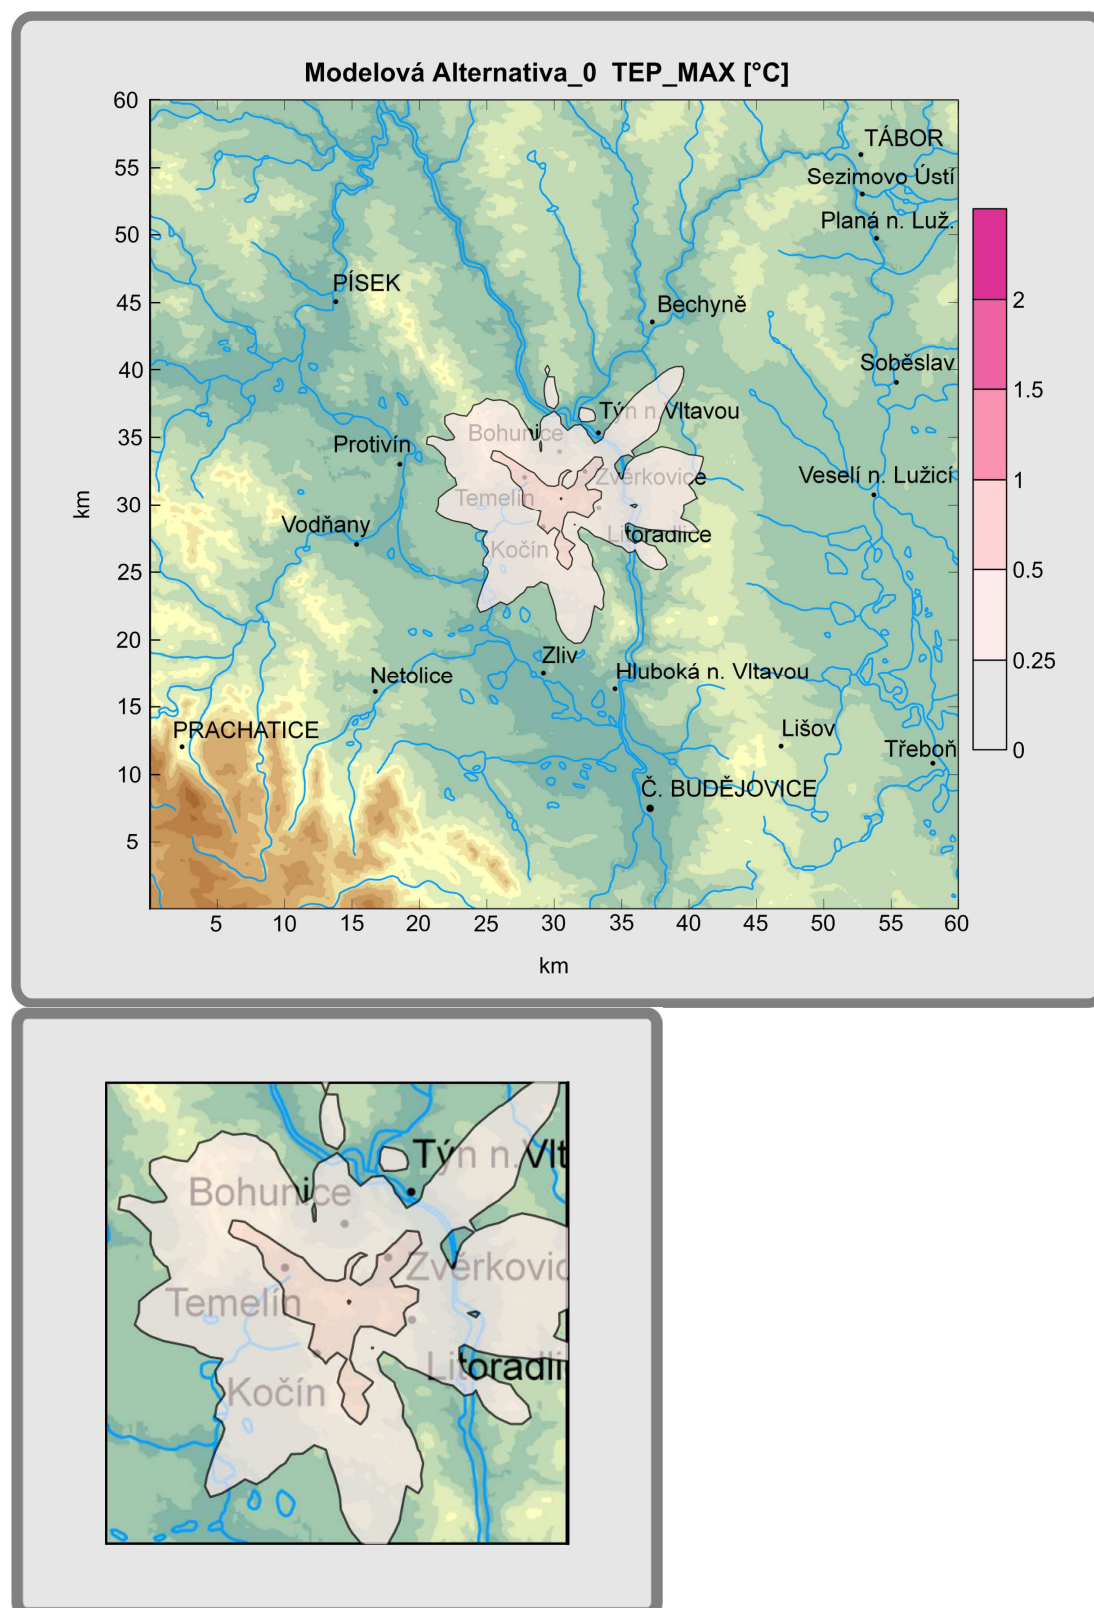 Modelová Alternativa_0 TEP_MAX [°C]
60
TÁBOR
55
Sezimovo Ústí
Planá n. Luž.
50
PÍSEK
45
Bechyně
2
40
Soběslav
1.5
Týn n.Vltavou
35
Bohunice
Protivín
Zvěrkovice
Veselí n. Lužicí
1
km
30
Temelín
Vodňany
Litoradlice
Kočín
25
0.5
20
Zliv
0.25
Netolice
Hluboká n. Vltavou
15
PRACHATICE
Lišov
Třeboň
0
10
Č. BUDĚJOVICE
5
5 10 15 20 25 30 35 40 45 50 55 60
km
Týn n.Vlt
Bohunice
Zvěrkovic
Temelín
Litoradli
Kočín